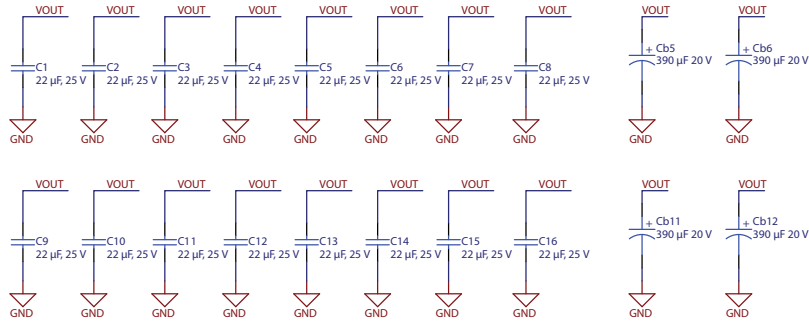 VOUT VOUT VOUT VOUT VOUT VOUT VOUT VOUT VOUT VOUT
C1 C2 C3 C4 C5 C6 C7 C8 + Cb5 + Cb6
22 µF, 25 V 22 µF, 25 V 22 µF, 25 V 22 µF, 25 V 22 µF, 25 V 22 µF, 25 V 22 µF, 25 V 22 µF, 25 V 390 µF 20 V 390 µF 20 V
GND GND GND GND GND GND GND GND GND GND
VOUT VOUT VOUT VOUT VOUT VOUT VOUT VOUT VOUT VOUT
C9 C10 C11 C12 C13 C14 C15 C16 + Cb11 + Cb12
22 µF, 25 V 22 µF, 25 V 22 µF, 25 V 22 µF, 25 V 22 µF, 25 V 22 µF, 25 V 22 µF, 25 V 22 µF, 25 V 390 µF 20 V 390 µF 20 V
GND GND GND GND GND GND GND GND GND GND